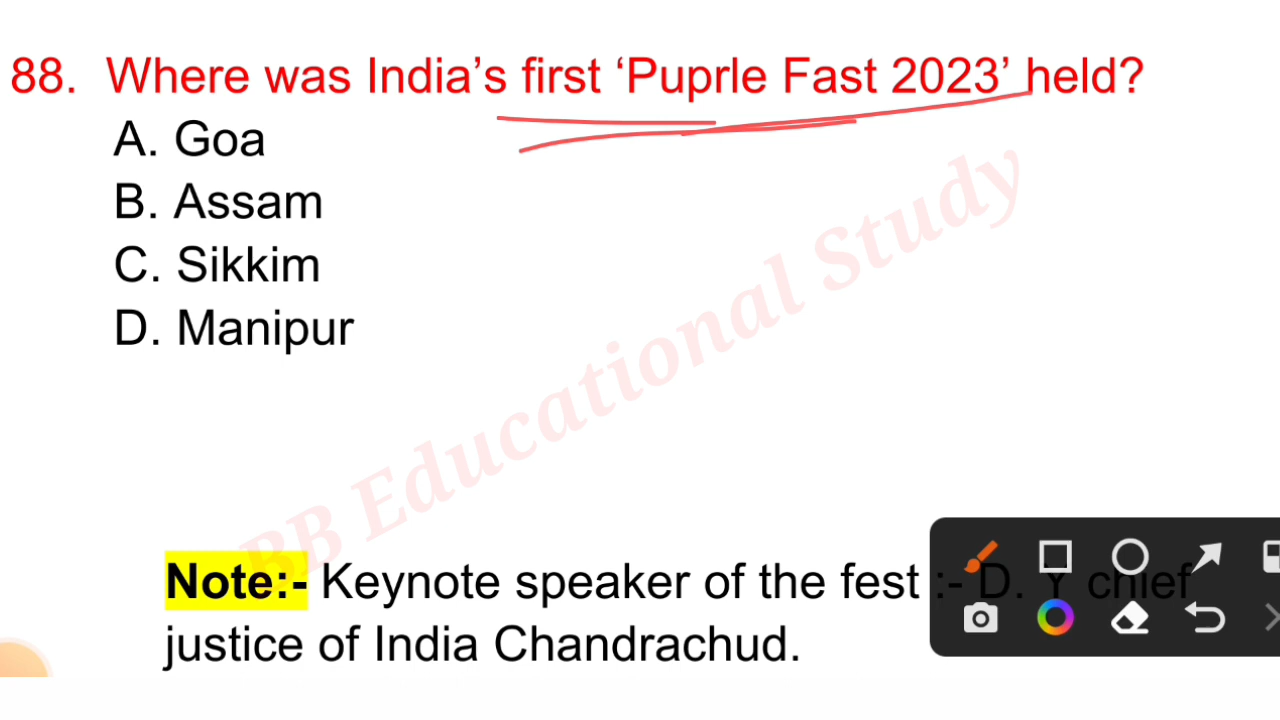 88. Where was India’s first ‘Puprle Fast 2023’ held?
A. Goa
B. Assam
C. Sikkim
D. Manipur
BB Educational Study
Note:- Keynote speaker of the fest :- D. Y chief
justice of India Chandrachud.